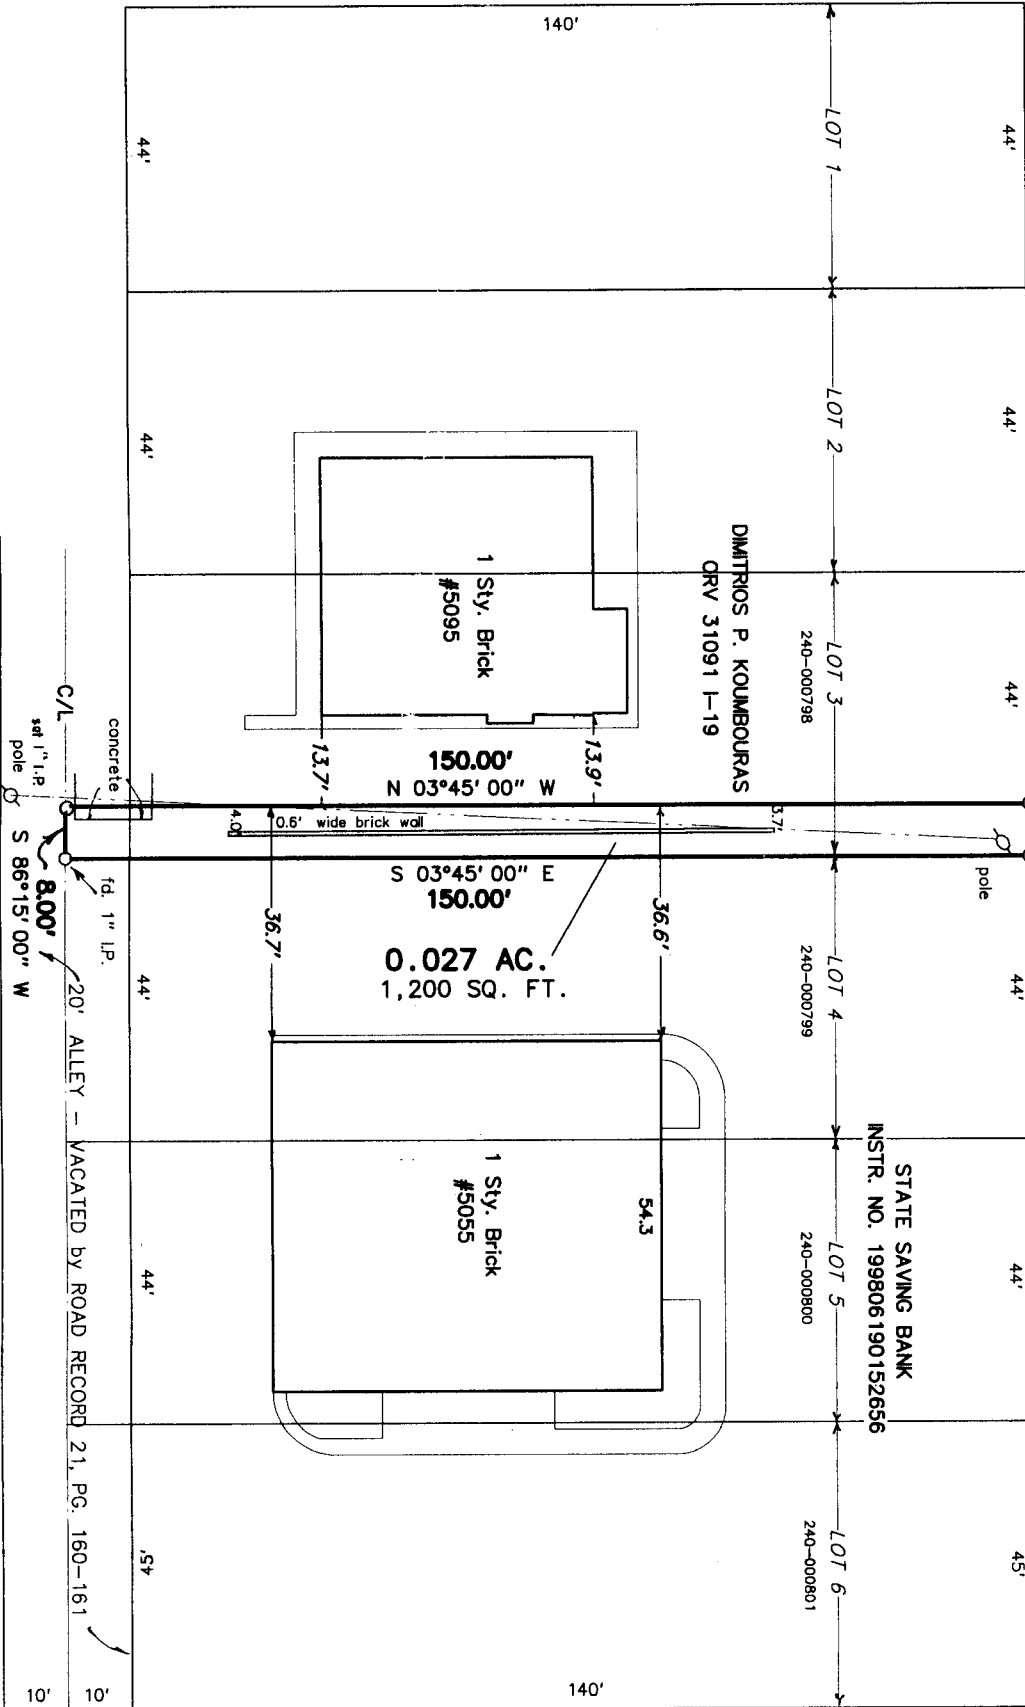 140'
44'
44'
44'
44'
44'
45'
LOT 1
LOT 2
LOT 3
240-000798
LOT 4
240-000799
LOT 5
240-000800
LOT 6
240-000801
DIMITRIOS P. KOUMBOURAS
ORV 31091 I-19
STATE SAVING BANK
INSTR. NO. 199806190152656
pole
1 Sty. Brick
#5095
13.7'
13.9'
150.00'
N 03°45' 00" W
4.0'
0.6' wide brick wall
3.7'
S 03°45' 00" E
150.00'
0.027 AC.
1,200 SQ. FT.
36.7'
36.6'
1 Sty. Brick
#5055
54.3
44'
44'
44'
44'
45'
140'
concrete
C/L
set 1" I.P.
pole
fd. 1" I.P.
8.00'
S 86°15' 00" W
20' ALLEY - VACATED by ROAD RECORD 21, PG. 160-161
10'
10'